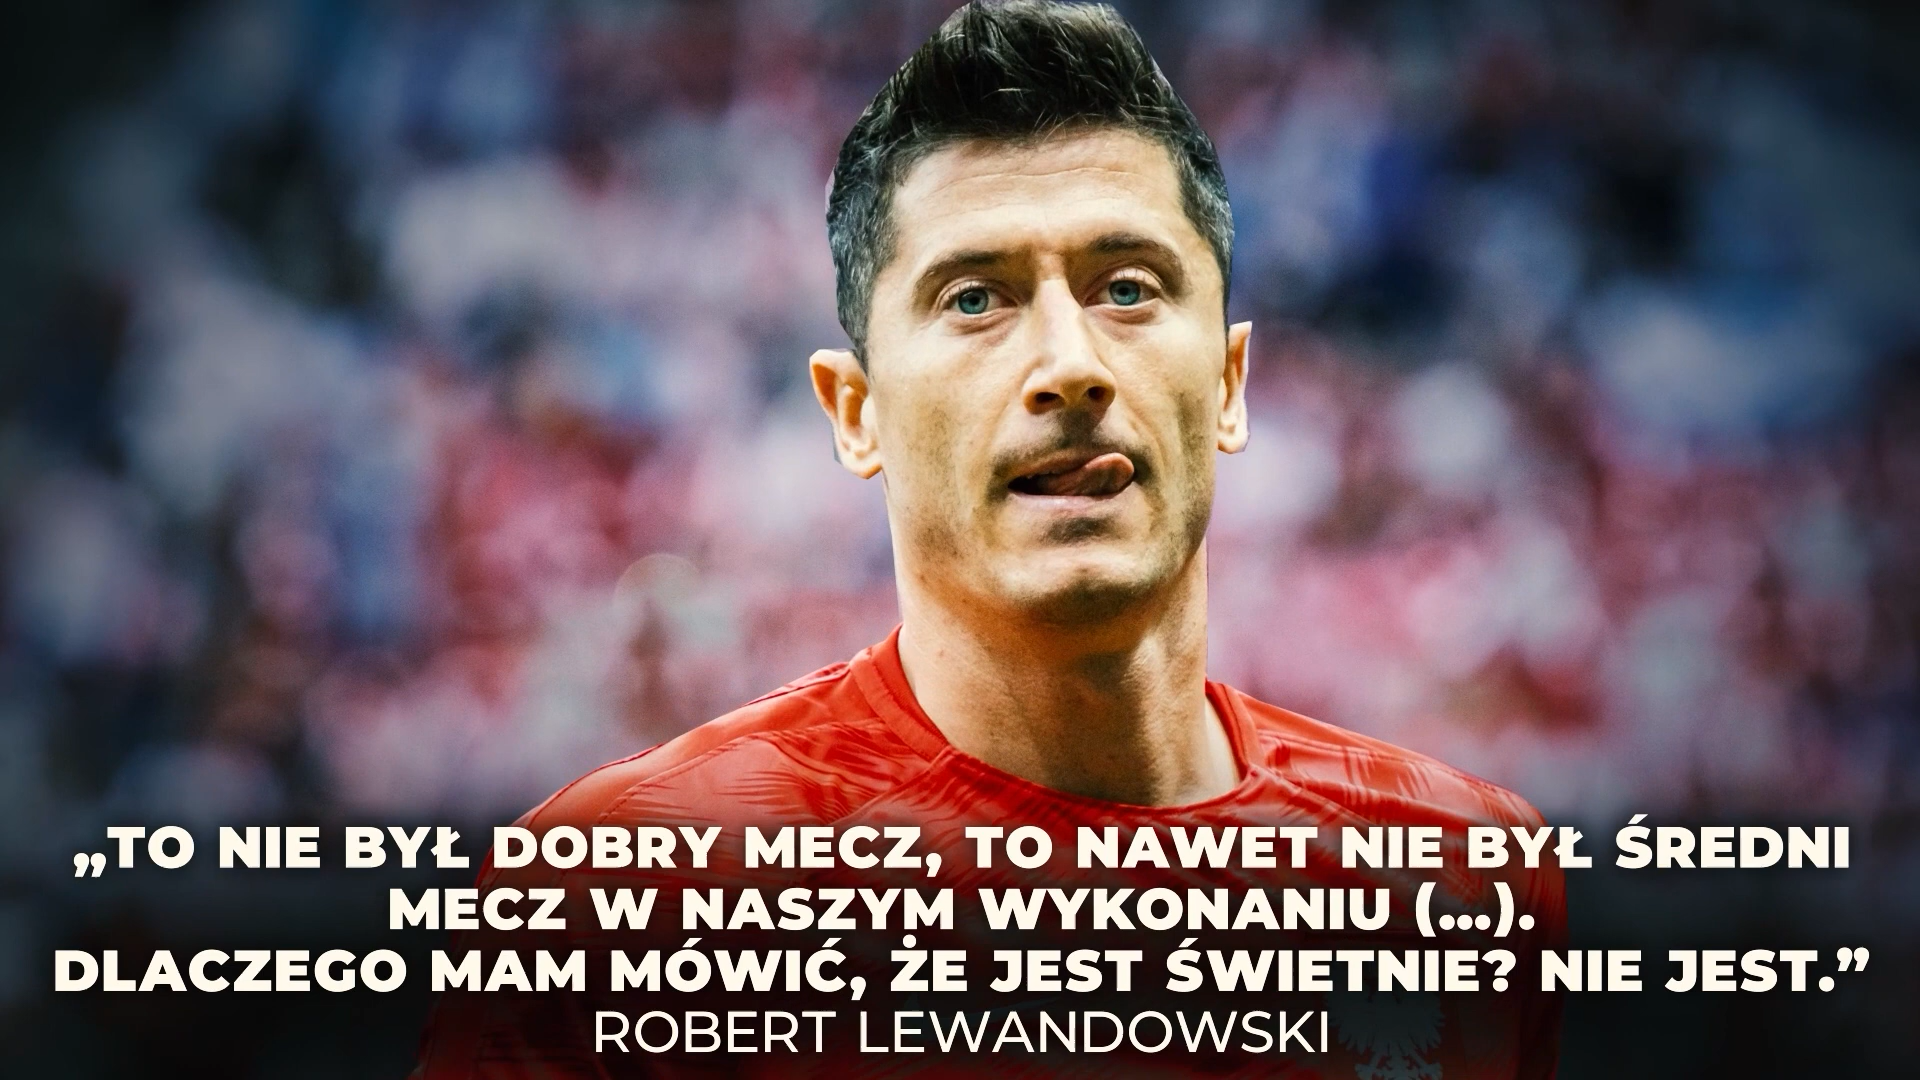 „TO NIE BYŁ DOBRY MECZ, TO NAWET NIE BYŁ ŚREDNI
MECZ W NASZYM WYKONANIU (...).
DLACZEGO MAM MÓWIĆ, ŻE JEST ŚWIETNIE? NIE JEST.”
ROBERT LEWANDOWSKI